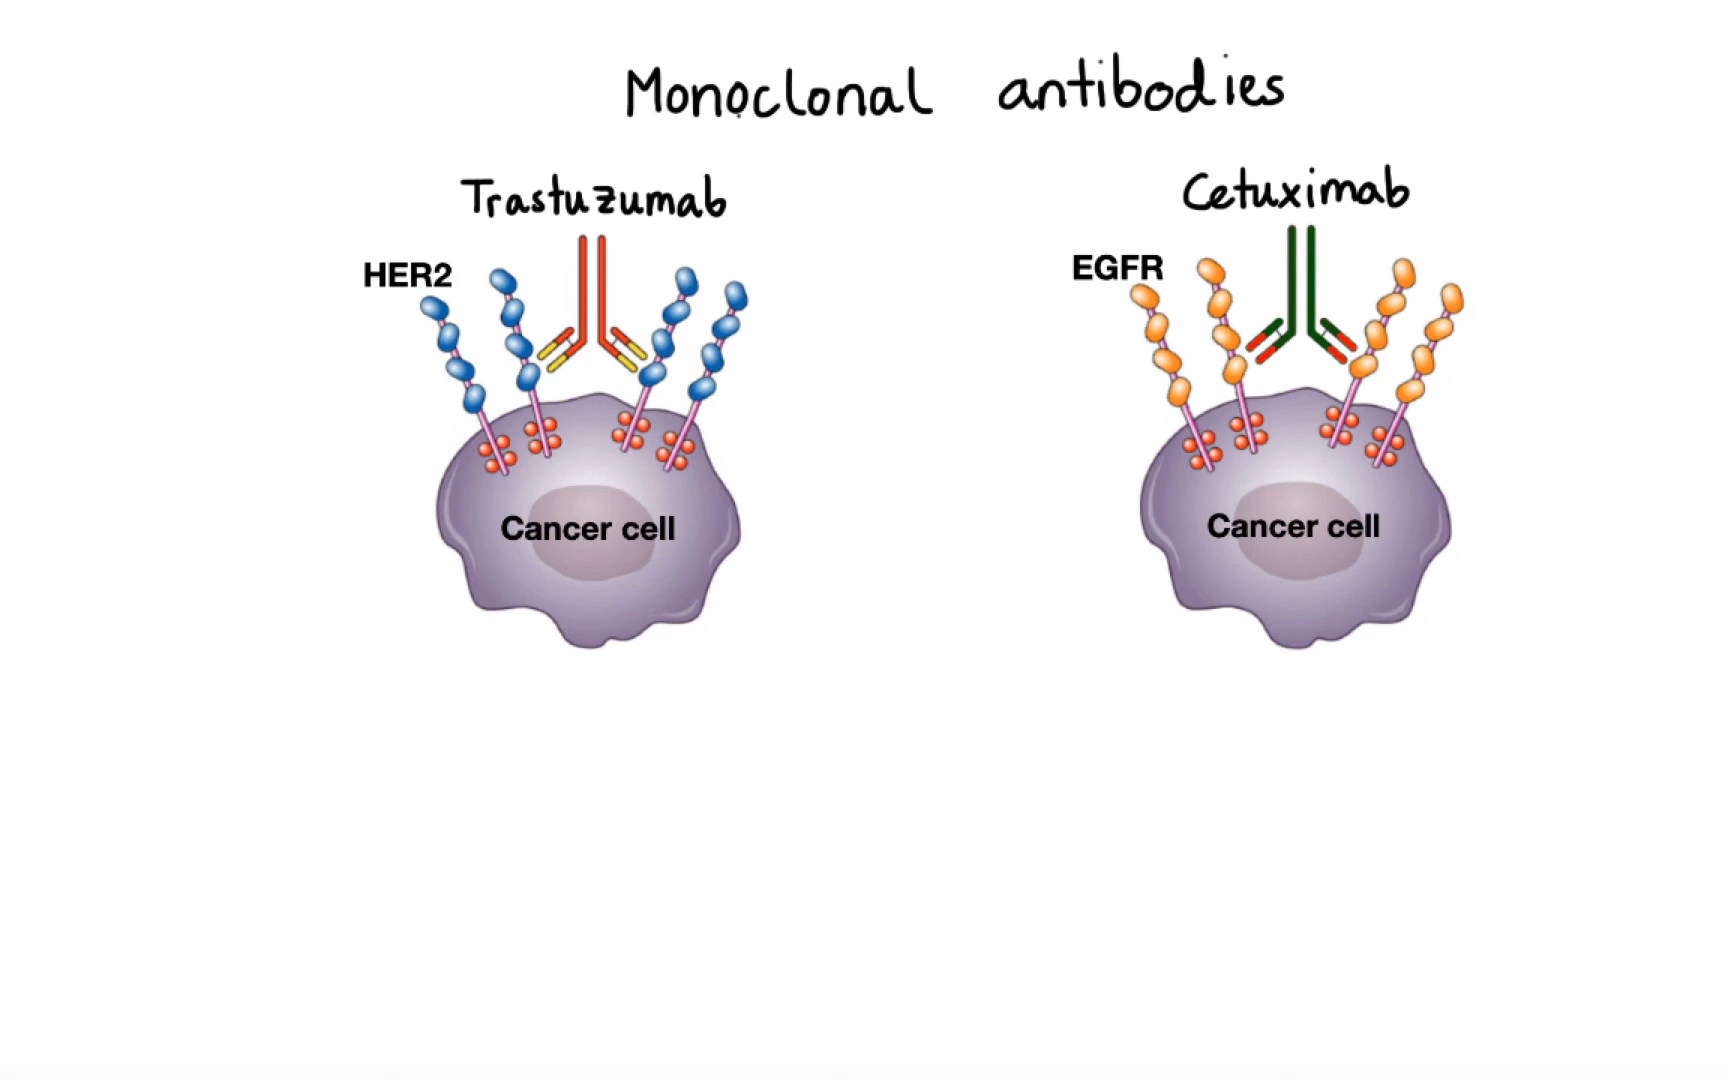 Monoclonal antibodies
Trastuzumab
HER2
Cancer cell
Cetuximab
EGFR
Cancer cell